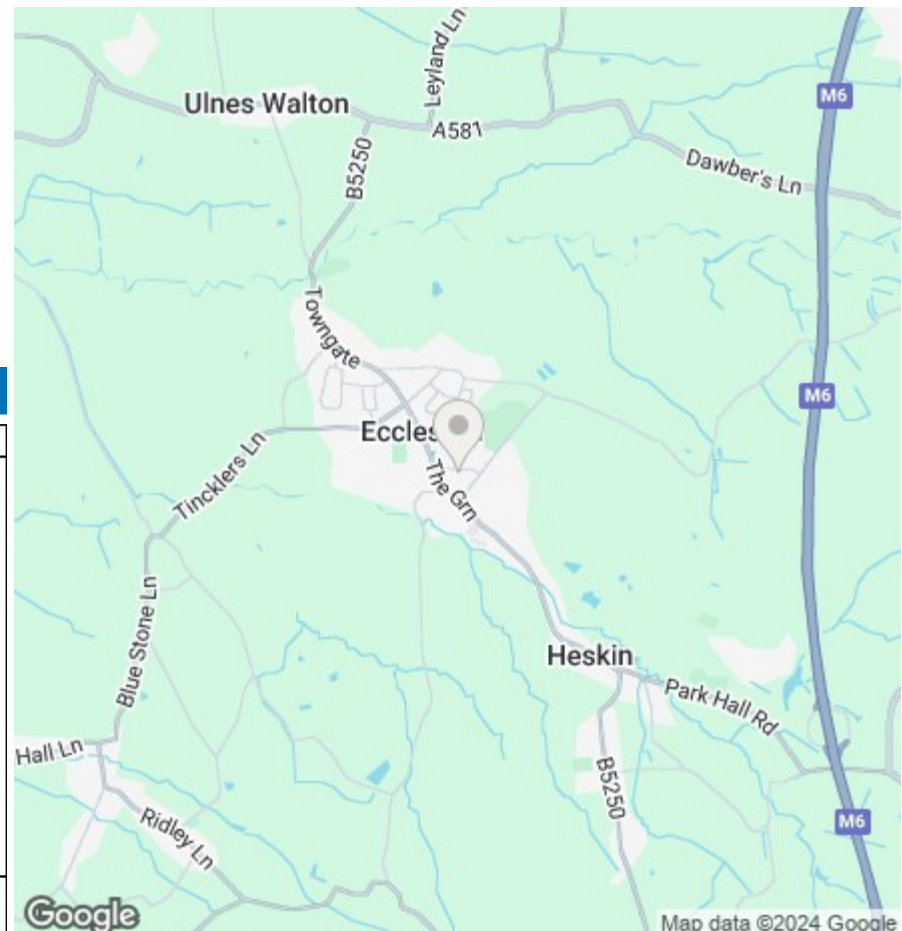 Leyland Ln
M6
Ulnes Walton
A581
B5250
Dawber's Ln
Towngate
M6
Eccles
Tincklers Ln
The Grn
Blue Stone Ln
Heskin
Park Hall Rd
Hall Ln
B5250
Ridley Ln
M6
Google
Map data ©2024 Google